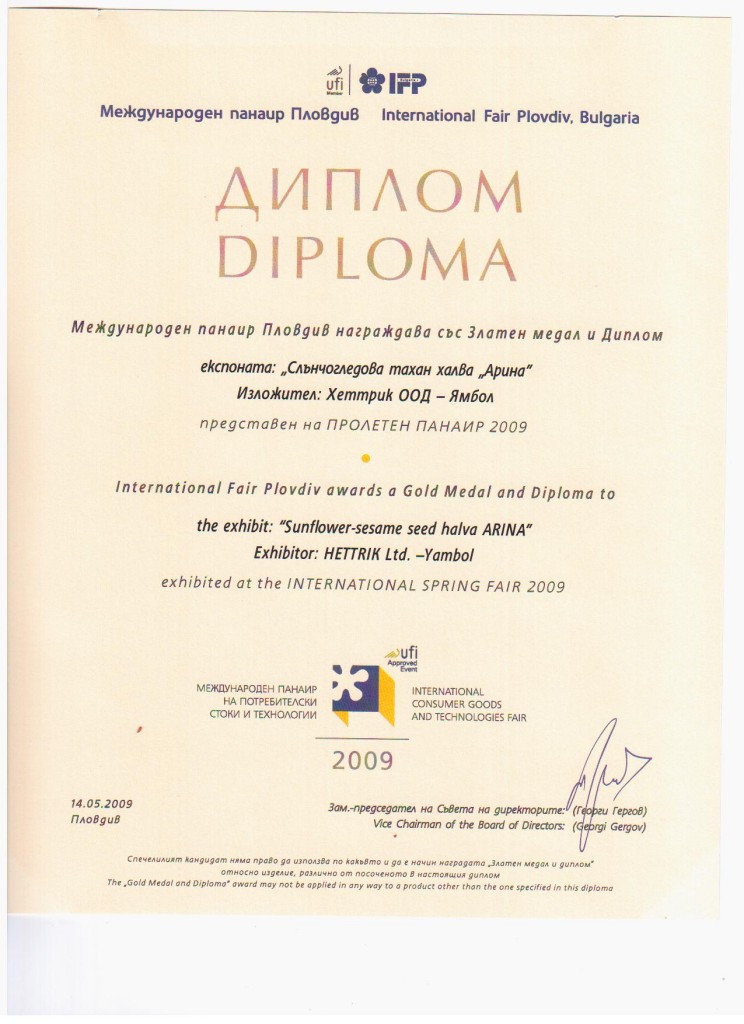 ufi
Member
IFP
Международен панаир Пловдив International Fair Plovdiv, Bulgaria
ДИПЛОМ
DIPLOMA
Международен панаир Пловдив награждава със Златен медал и Диплом
експоната: „Слънчогледова тахан халва „Арина“
Изложител: Хеттрик ООД – Ямбол
представен на ПРОЛЕТЕН ПАНАИР 2009
International Fair Plovdiv awards a Gold Medal and Diploma to
the exhibit: “Sunflower-sesame seed halva ARINA”
Exhibitor: HETTRIK Ltd. –Yambol
exhibited at the INTERNATIONAL SPRING FAIR 2009
ufi
Approved
Event
МЕЖДУНАРОДЕН ПАНАИР
НА ПОТРЕБИТЕЛСКИ
СТОКИ И ТЕХНОЛОГИИ
INTERNATIONAL
CONSUMER GOODS
AND TECHNOLOGIES FAIR
2009
14.05.2009
Пловдив
Зам.-председател на Съвета на директорите: (Георги Гергов)
Vice Chairman of the Board of Directors: (Georgi Gergov)
Спечелилият кандидат няма право да използва по какъвто и да е начин наградата „Златен медал и диплом“
относно изделие, различно от посоченото в настоящия диплом
The „Gold Medal and Diploma“ award may not be applied in any way to a product other than the one specified in this diploma